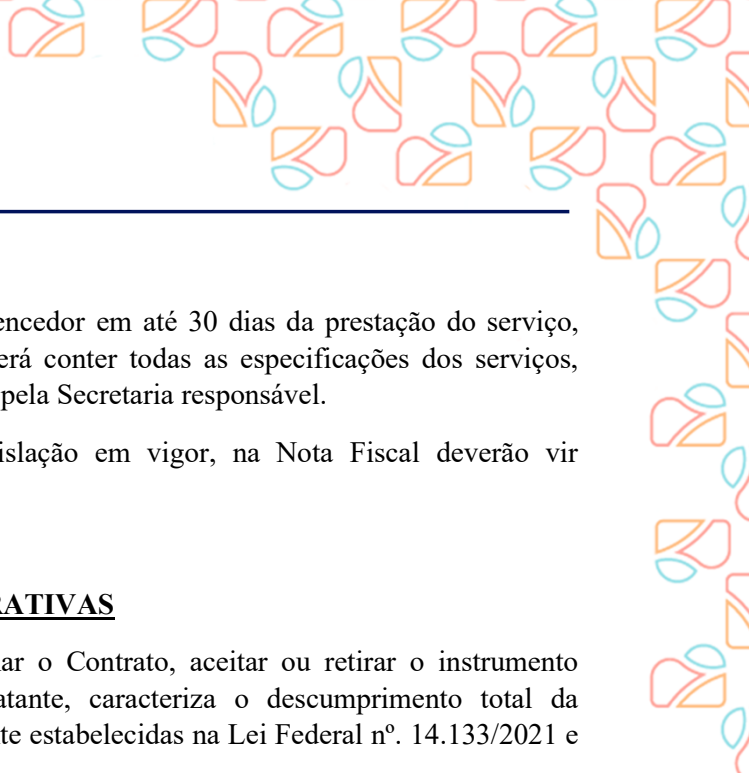 encedor em até 30 dias da prestação do serviço,
erá conter todas as especificações dos serviços,
pela Secretaria responsável.
islação em vigor, na Nota Fiscal deverão vir
RATIVAS
ar o Contrato, aceitar ou retirar o instrumento
atante, caracteriza o descumprimento total da
te estabelecidas na Lei Federal nº. 14.133/2021 e